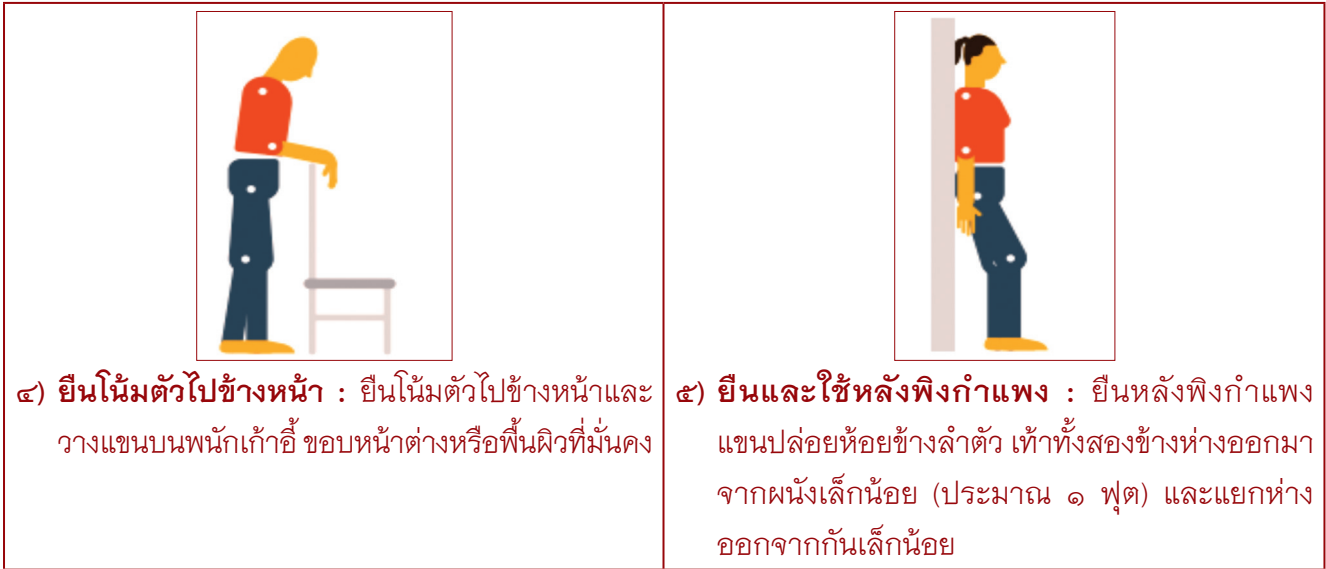 ๔) ยืนโน้มตัวไปข้างหน้า : ยืนโน้มตัวไปข้างหน้าและ
วางแขนบนพนักเก้าอี้ ขอบหน้าต่างหรือพื้นผิวที่มั่นคง
๕) ยืนและใช้หลังพิงกำแพง : ยืนหลังพิงกำแพง
แขนปล่อยห้อยข้างลำตัว เท้าทั้งสองข้างห่างออกมา
จากผนังเล็กน้อย (ประมาณ ๑ ฟุต) และแยกห่าง
ออกจากกันเล็กน้อย